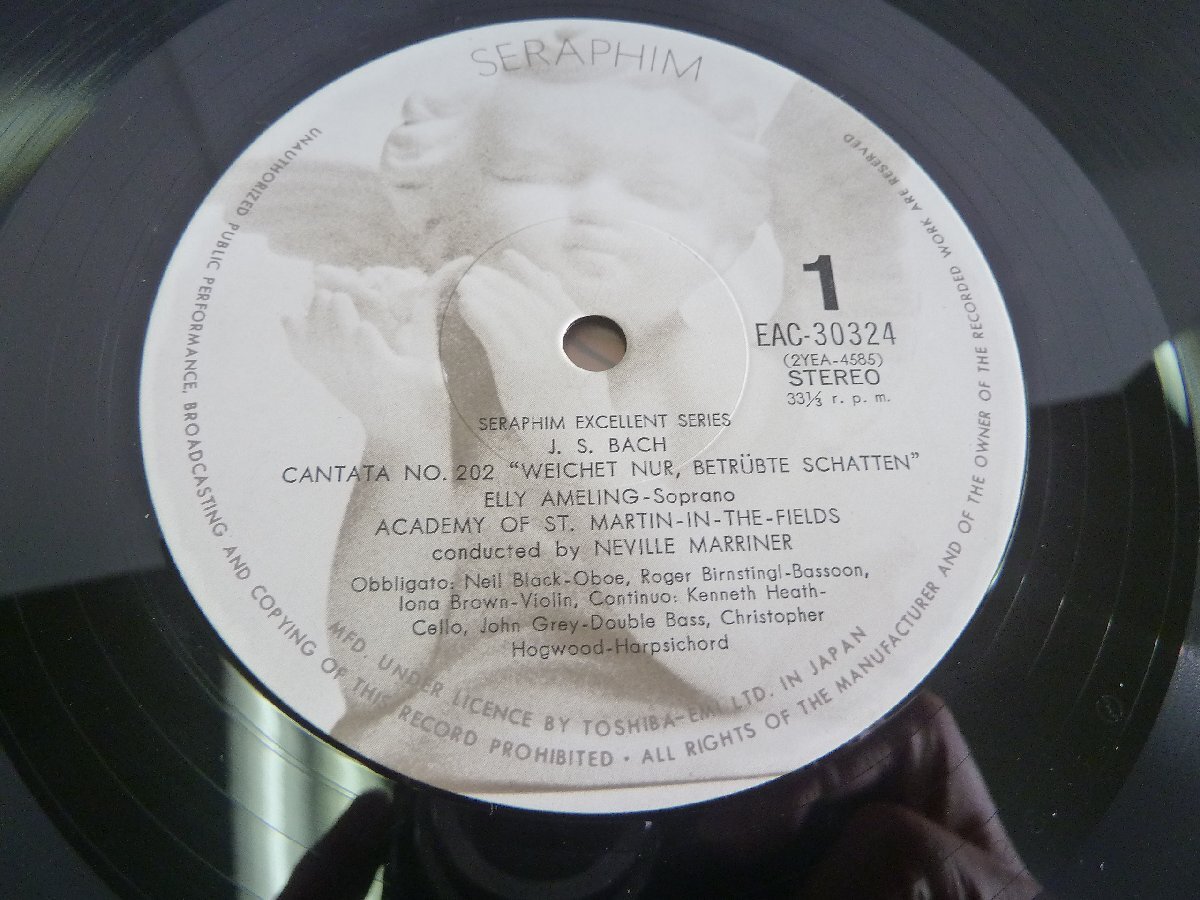 SERAPHIM
1
EAC-30324
(2YEA-4585)
STEREO
33⅓ r. p. m.
SERAPHIM EXCELLENT SERIES
J. S. BACH
CANTATA NO. 202 “WEICHET NUR, BETRÜBTE SCHATTEN”
ELLY AMELING-Soprano
ACADEMY OF ST. MARTIN-IN-THE-FIELDS
conducted by NEVILLE MARRINER
Obbligato: Neil Black-Oboe, Roger Birnstingl-Bassoon,
Iona Brown-Violin, Continuo: Kenneth Heath-
Cello, John Grey-Double Bass, Christopher
Hogwood-Harpsichord
MFD. UNDER LICENCE BY TOSHIBA-EMI LTD. IN JAPAN
UNAUTHORIZED PUBLIC PERFORMANCE, BROADCASTING AND COPYING OF THIS RECORD PROHIBITED · ALL RIGHTS OF THE MANUFACTURER AND OF THE OWNER OF THE RECORDED WORK ARE RESERVED